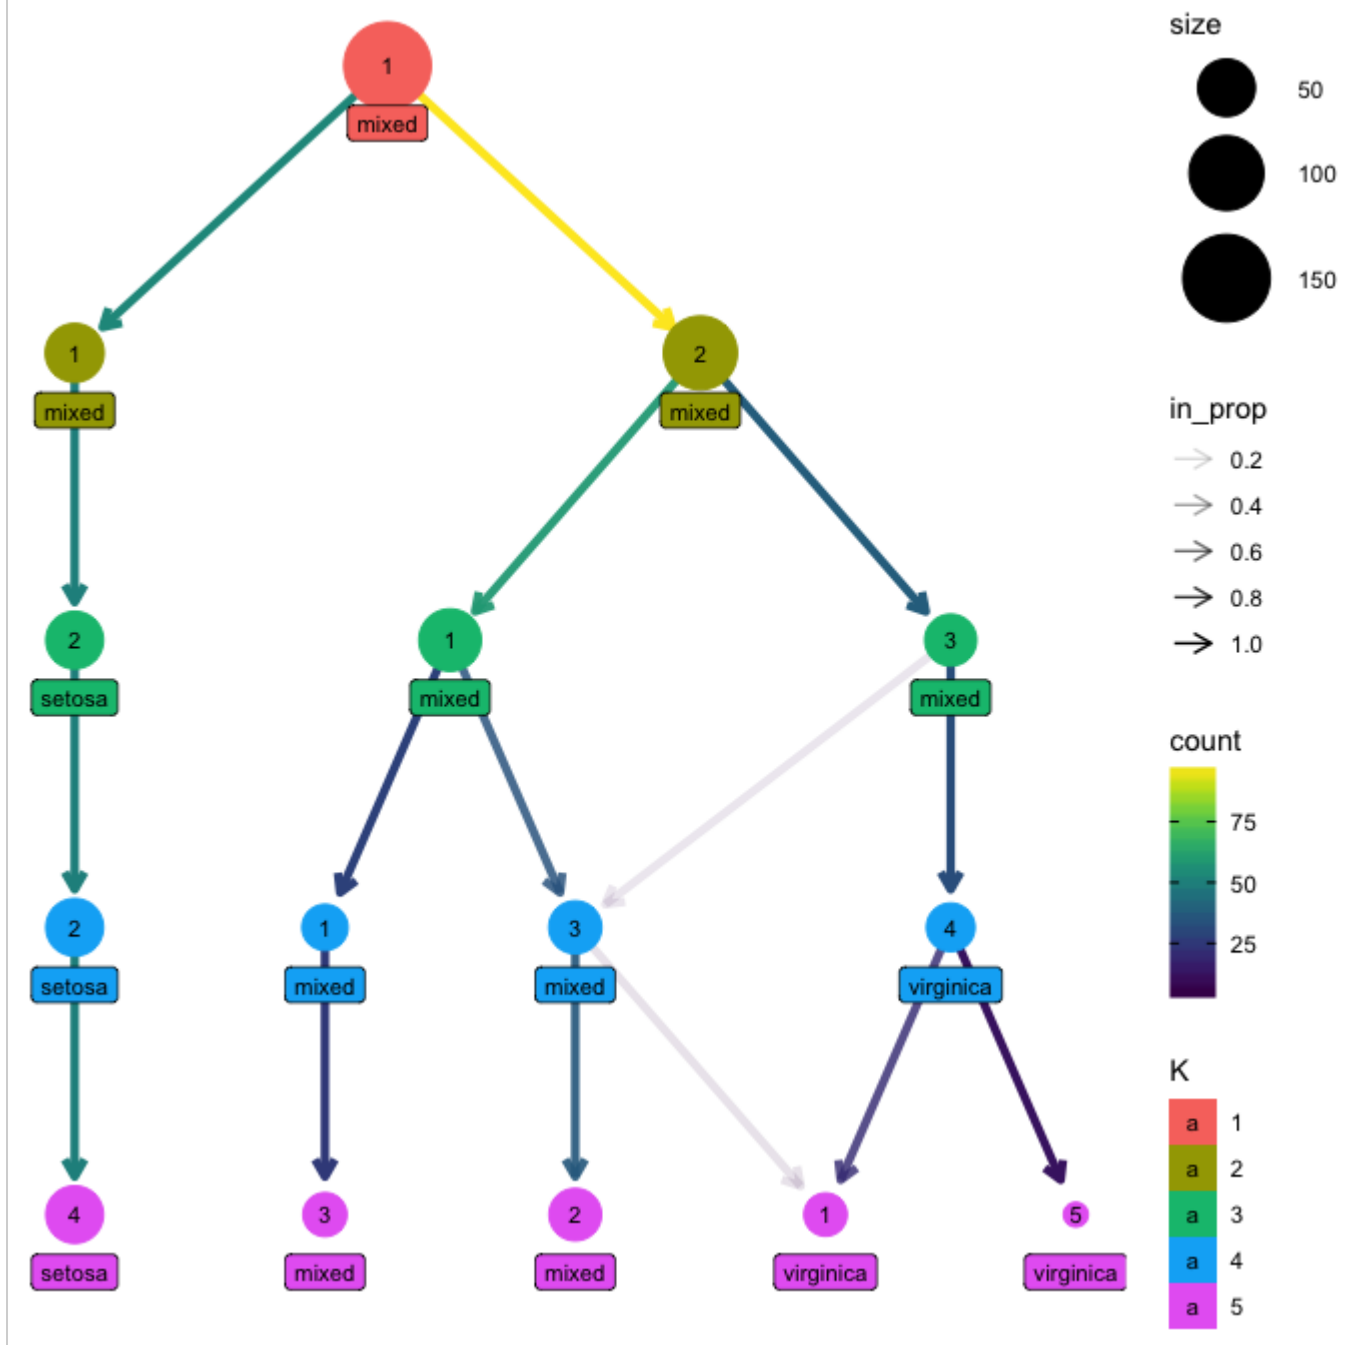 1
mixed
1
2
mixed
mixed
2
1
3
setosa
mixed
mixed
2
1
3
4
setosa
mixed
mixed
virginica
4
3
2
1
5
setosa
mixed
mixed
virginica
virginica
size
50
100
150
in_prop
0.2
0.4
0.6
0.8
1.0
count
75
50
25
K
a 1
a 2
a 3
a 4
a 5